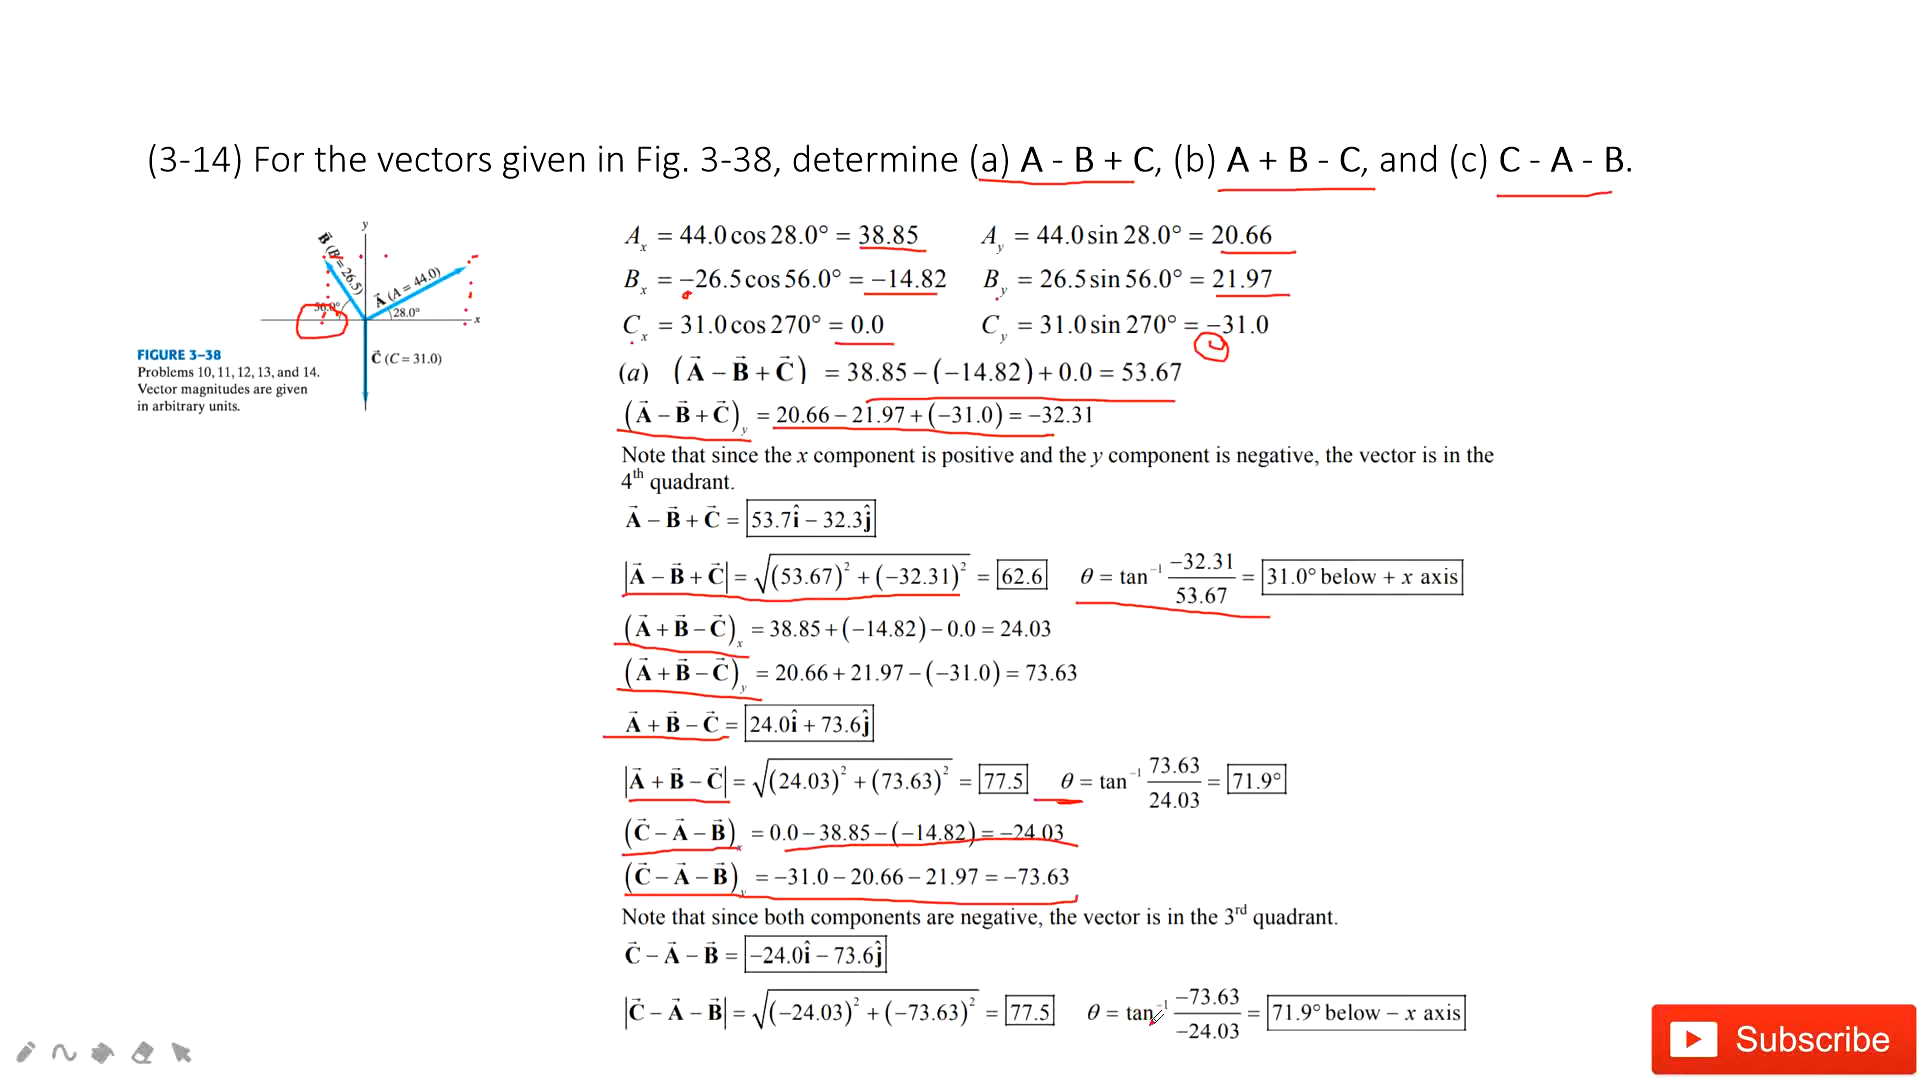 (3-14) For the vectors given in Fig. 3-38, determine (a) A - B + C, (b) A + B - C, and (c) C - A - B.
y
B⃗ (B = 26.5)
A⃗ (A = 44.0)
56.0°
28.0°
x
C⃗ (C = 31.0)
FIGURE 3–38
Problems 10, 11, 12, 13, and 14.
Vector magnitudes are given
in arbitrary units.
Aₓ = 44.0 cos 28.0° = 38.85 A_y = 44.0 sin 28.0° = 20.66
Bₓ = −26.5 cos 56.0° = −14.82 B_y = 26.5 sin 56.0° = 21.97
Cₓ = 31.0 cos 270° = 0.0 C_y = 31.0 sin 270° = −31.0
(a) (A⃗ − B⃗ + C⃗) = 38.85 − (−14.82) + 0.0 = 53.67
(A⃗ − B⃗ + C⃗)_y = 20.66 − 21.97 + (−31.0) = −32.31
Note that since the x component is positive and the y component is negative, the vector is in the
4th quadrant.
A⃗ − B⃗ + C⃗ = 53.7î − 32.3ĵ
|A⃗ − B⃗ + C⃗| = √(53.67)² + (−32.31)² = 62.6 θ = tan⁻¹ −32.31/53.67 = 31.0° below + x axis
(A⃗ + B⃗ − C⃗)ₓ = 38.85 + (−14.82) − 0.0 = 24.03
(A⃗ + B⃗ − C⃗)_y = 20.66 + 21.97 − (−31.0) = 73.63
A⃗ + B⃗ − C⃗ = 24.0î + 73.6ĵ
|A⃗ + B⃗ − C⃗| = √(24.03)² + (73.63)² = 77.5 θ = tan⁻¹ 73.63/24.03 = 71.9°
(C⃗ − A⃗ − B⃗)ₓ = 0.0 − 38.85 − (−14.82) = −24.03
(C⃗ − A⃗ − B⃗)_y = −31.0 − 20.66 − 21.97 = −73.63
Note that since both components are negative, the vector is in the 3rd quadrant.
C⃗ − A⃗ − B⃗ = −24.0î − 73.6ĵ
|C⃗ − A⃗ − B⃗| = √(−24.03)² + (−73.63)² = 77.5 θ = tan⁻¹ −73.63/−24.03 = 71.9° below − x axis
Subscribe